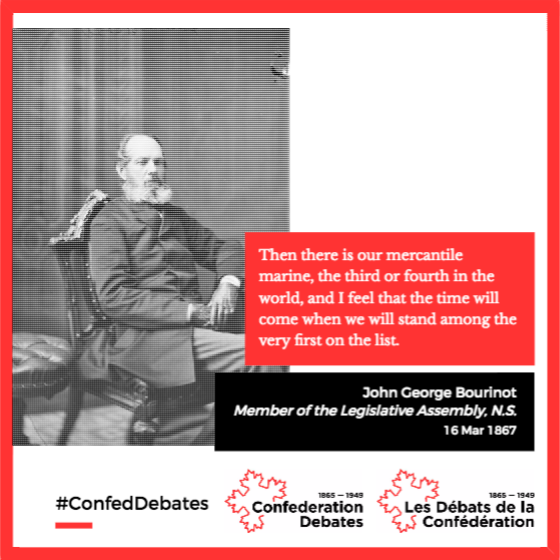 Then there is our mercantile
marine, the third or fourth in the
world, and I feel that the time will
come when we will stand among the
very first on the list.
John George Bourinot
Member of the Legislative Assembly, N.S.
16 Mar 1867
#ConfedDebates
1865 — 1949
Confederation
Debates
1865 — 1949
Les Débats de la
Confédération